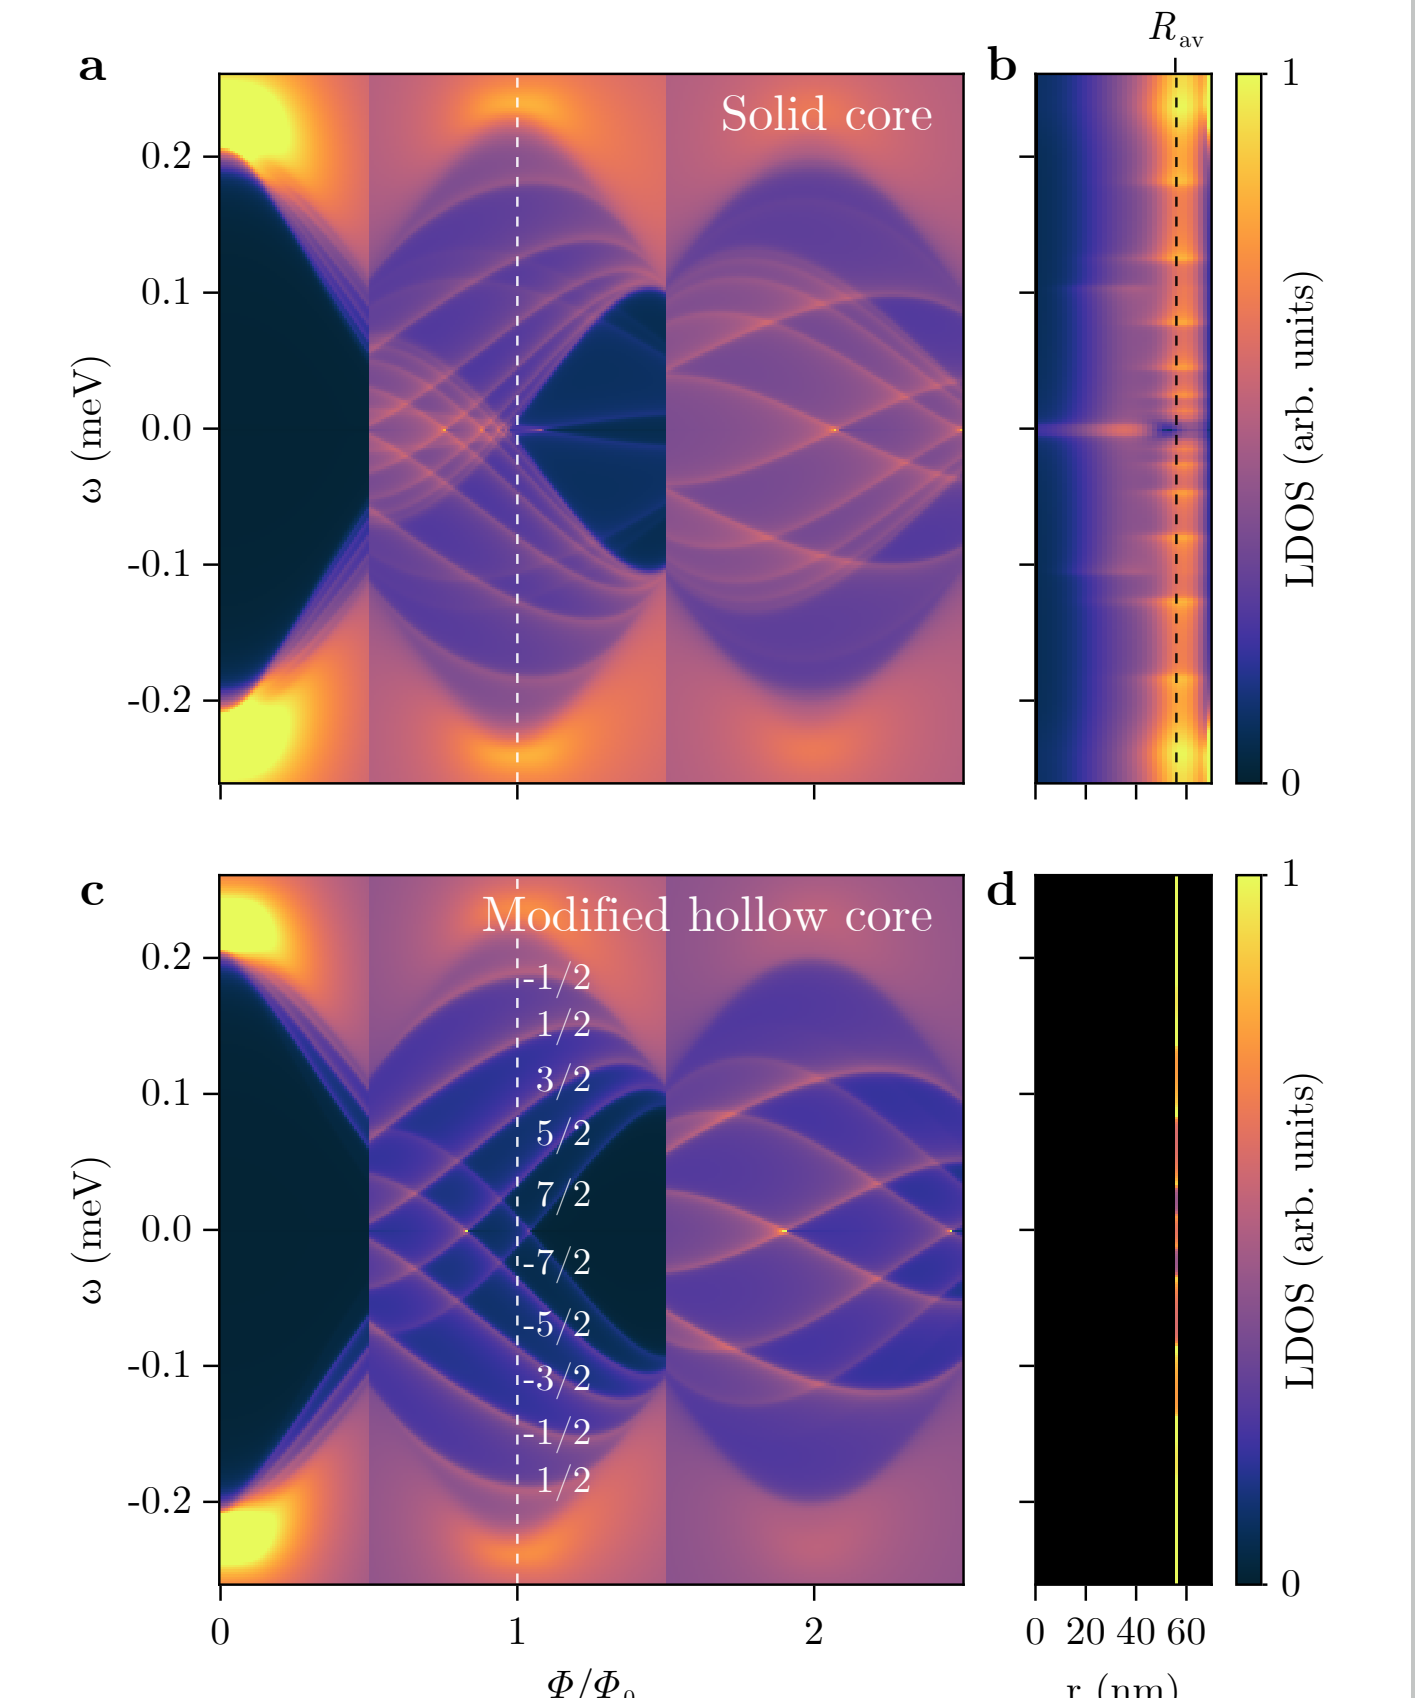 R_av
a
b
Solid core
1
0.2
0.1
0.0
-0.1
-0.2
ω (meV)
LDOS (arb. units)
0
c
d
Modified hollow core
1
0.2
0.1
0.0
-0.1
-0.2
ω (meV)
-1/2
1/2
3/2
5/2
7/2
-7/2
-5/2
-3/2
-1/2
1/2
LDOS (arb. units)
0
0 1 2
0 20 40 60
Φ/Φ₀
r (nm)